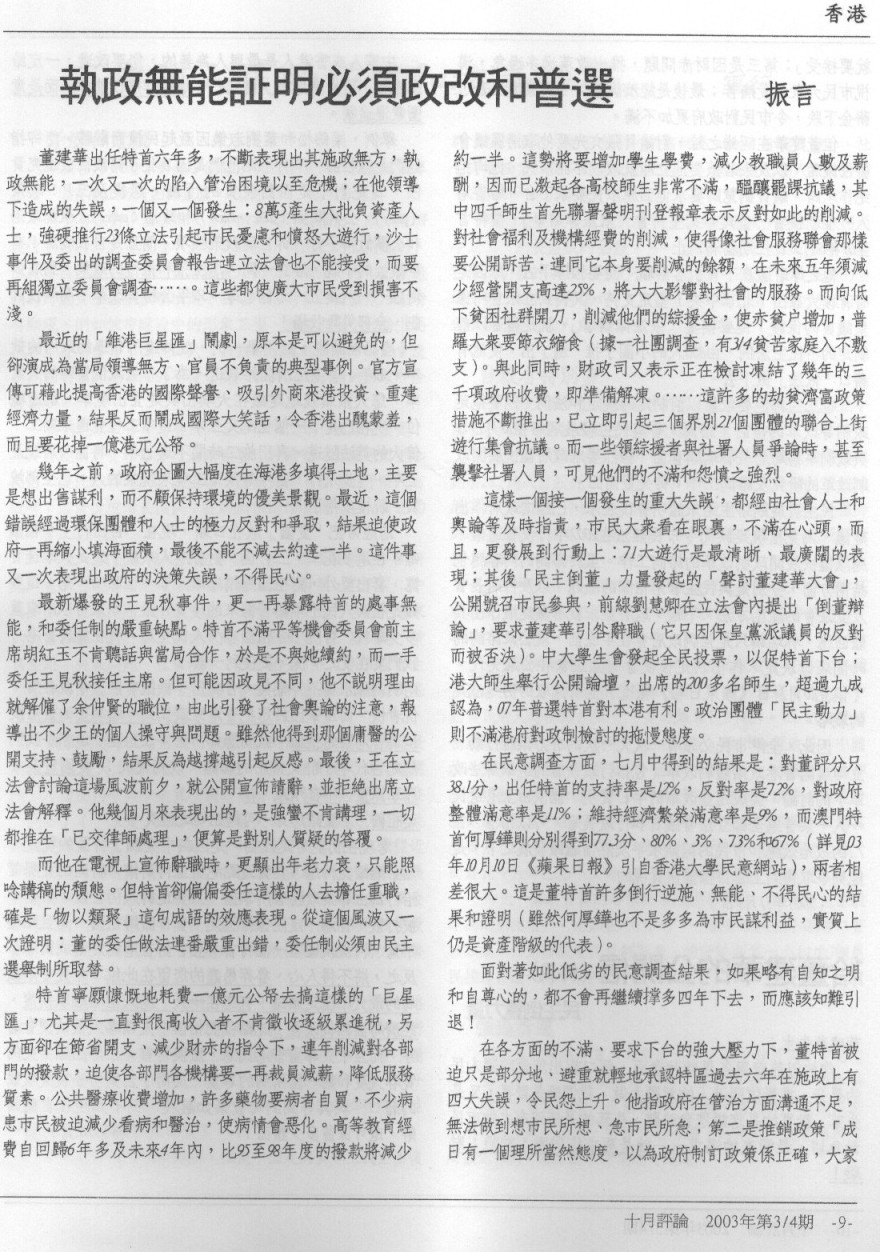 香港
執政無能証明必須政改和普選
振言
董建華出任特首六年多，不斷表現出其施政無方，執
政無能，一次又一次的陷入管治困境以至危機；在他領導
下造成的失誤，一個又一個發生：8萬5產生大批負資產人
士，強硬推行23條立法引起市民憂慮和憤怒大遊行，沙士
事件及委出的調查委員會報告連立法會也不能接受，而要
再組獨立委員會調查……。這些都使廣大市民受到損害不
淺。
最近的「維港巨星匯」鬧劇，原本是可以避免的，但
卻演成為當局領導無方、官員不負責的典型事例。官方宣
傳可藉此提高香港的國際聲譽、吸引外商來港投資、重建
經濟力量，結果反而鬧成國際大笑話，令香港出醜蒙羞，
而且要花掉一億港元公帑。
幾年之前，政府企圖大幅度在海港多填得土地，主要
是想出售謀利，而不顧保持環境的優美景觀。最近，這個
錯誤經過環保團體和人士的極力反對和爭取，結果迫使政
府一再縮小填海面積，最後不能不減去約達一半。這件事
又一次表現出政府的決策失誤，不得民心。
最新爆發的王見秋事件，更一再暴露特首的處事無
能，和委任制的嚴重缺點。特首不滿平等機會委員會前主
席胡紅玉不肯聽話與當局合作，於是不與她續約，而一手
委任王見秋接任主席。但可能因政見不同，他不說明理由
就解僱了余仲賢的職位，由此引發了社會輿論的注意，報
導出不少王的個人操守與問題。雖然他得到那個庸醫的公
開支持、鼓勵，結果反為越撐越引起反感。最後，王在立
法會討論這場風波前夕，就公開宣佈請辭，並拒絕出席立
法會解釋。他幾個月來表現出的，是強蠻不肯講理，一切
都推在「已交律師處理」，便算是對別人質疑的答覆。
而他在電視上宣佈辭職時，更顯出年老力衰，只能照
唸講稿的頹態。但特首卻偏偏委任這樣的人去擔任重職，
確是「物以類聚」這句成語的效應表現。從這個風波又一
次證明：董的委任做法連番嚴重出錯，委任制必須由民主
選舉制所取替。
特首寧願慷慨地耗費一億元公帑去搞這樣的「巨星
匯」，尤其是一直對很高收入者不肯徵收逐級累進稅，另
方面卻在節省開支、減少財赤的指令下，連年削減對各部
門的撥款，迫使各部門各機構要一再裁員減薪，降低服務
質素。公共醫療收費增加，許多藥物要病者自買，不少病
患市民被迫減少看病和醫治，使病情會惡化。高等教育經
費自回歸6年多及未來4年內，比95至98年度的撥款將減少
約一半。這勢將要增加學生學費，減少教職員人數及薪
酬，因而已激起各高校師生非常不滿，醞釀罷課抗議，其
中四千師生首先聯署聲明刊登報章表示反對如此的削減。
對社會福利及機構經費的削減，使得像社會服務聯會那樣
要公開訴苦：連同它本身要削減的餘額，在未來五年須減
少經營開支高達25%，將大大影響對社會的服務。而向低
下貧困社群開刀，削減他們的綜援金，使赤貧戶增加，普
羅大衆要節衣縮食（據一社團調查，有3/4貧苦家庭入不敷
支）。與此同時，財政司又表示正在檢討凍結了幾年的三
千項政府收費，即準備解凍。……這許多的劫貧濟富政策
措施不斷推出，已立即引起三個界別21個團體的聯合上街
遊行集會抗議。而一些領綜援者與社署人員爭論時，甚至
襲擊社署人員，可見他們的不滿和怨憤之強烈。
這樣一個接一個發生的重大失誤，都經由社會人士和
輿論等及時指責，市民大衆看在眼裏，不滿在心頭，而
且，更發展到行動上：7/1大遊行是最清晰、最廣闊的表
現；其後「民主倒董」力量發起的「聲討董建華大會」，
公開號召市民參與，前線劉慧卿在立法會內提出「倒董辯
論」，要求董建華引咎辭職（它只因保皇黨派議員的反對
而被否決）。中大學生會發起全民投票，以促特首下台；
港大師生舉行公開論壇，出席的200多名師生，超過九成
認為，07年普選特首對本港有利。政治團體「民主動力」
則不滿港府對政制檢討的拖慢態度。
在民意調查方面，七月中得到的結果是：對董評分只
38.1分，出任特首的支持率是12%，反對率是72%，對政府
整體滿意率是11%；維持經濟繁榮滿意率是9%，而澳門特
首何厚鏵則分別得到77.3分、80%、3%、73%和67%（詳見03
年10月10日《蘋果日報》引自香港大學民意網站），兩者相
差很大。這是董特首許多倒行逆施、無能、不得民心的結
果和證明（雖然何厚鏵也不是多多為市民謀利益，實質上
仍是資產階級的代表）。
面對著如此低劣的民意調查結果，如果略有自知之明
和自尊心的，都不會再繼續撐多四年下去，而應該知難引
退！
在各方面的不滿、要求下台的強大壓力下，董特首被
迫只是部分地、避重就輕地承認特區過去六年在施政上有
四大失誤，令民怨上升。他指政府在管治方面溝通不足，
無法做到想市民所想、急市民所急；第二是推銷政策「成
日有一個理所當然態度，以為政府制訂政策係正確，大家
十月評論　2003年第3/4期　-9-